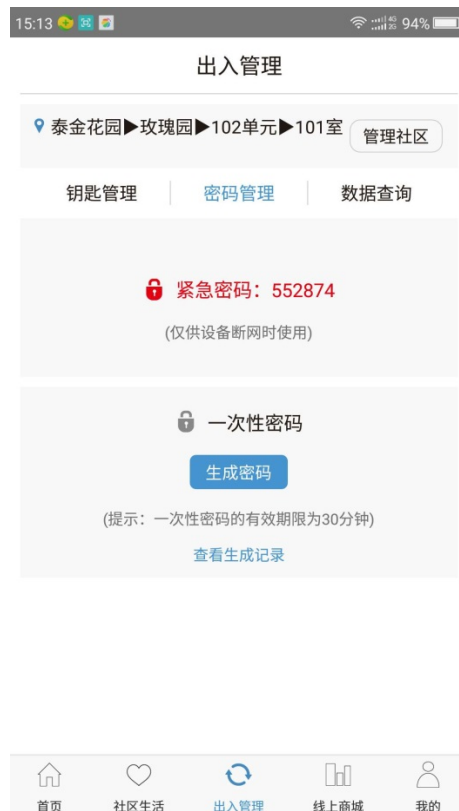 15:13 4G 2G 94%
出入管理
泰金花园▶玫瑰园▶102单元▶101室 管理社区
钥匙管理 密码管理 数据查询
紧急密码：552874
(仅供设备断网时使用)
一次性密码
生成密码
(提示：一次性密码的有效期限为30分钟)
查看生成记录
首页 社区生活 出入管理 线上商城 我的